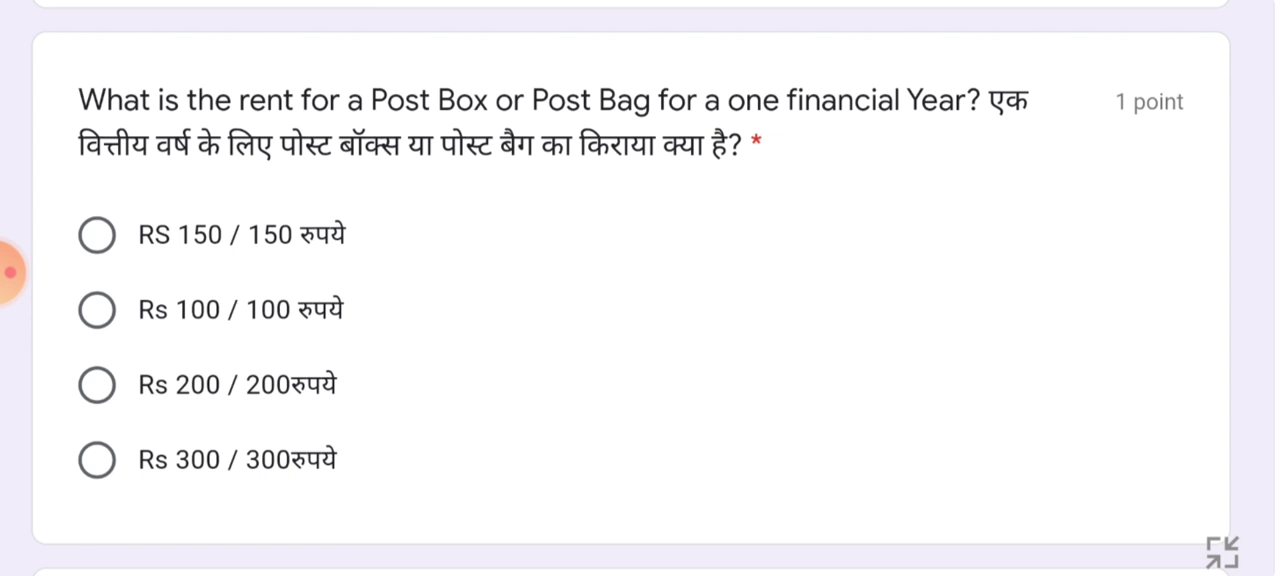 What is the rent for a Post Box or Post Bag for a one financial Year? एक
1 point
वित्तीय वर्ष के लिए पोस्ट बॉक्स या पोस्ट बैग का किराया क्या है? *
RS 150 / 150 रुपये
Rs 100 / 100 रुपये
Rs 200 / 200रुपये
Rs 300 / 300रुपये